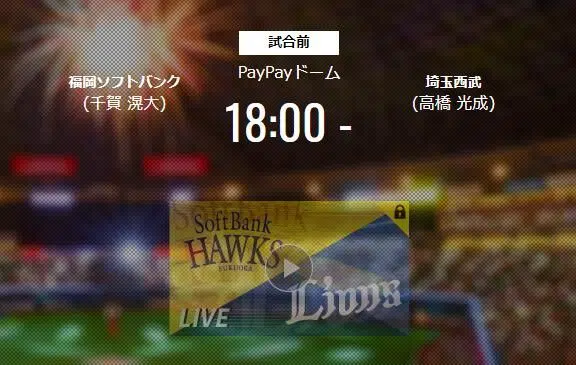 試合前
PayPayドーム
福岡ソフトバンク
(千賀 滉大)
埼玉西武
(高橋 光成)
18:00 -
SoftBank
HAWKS
FUKUOKA
Lions
LIVE